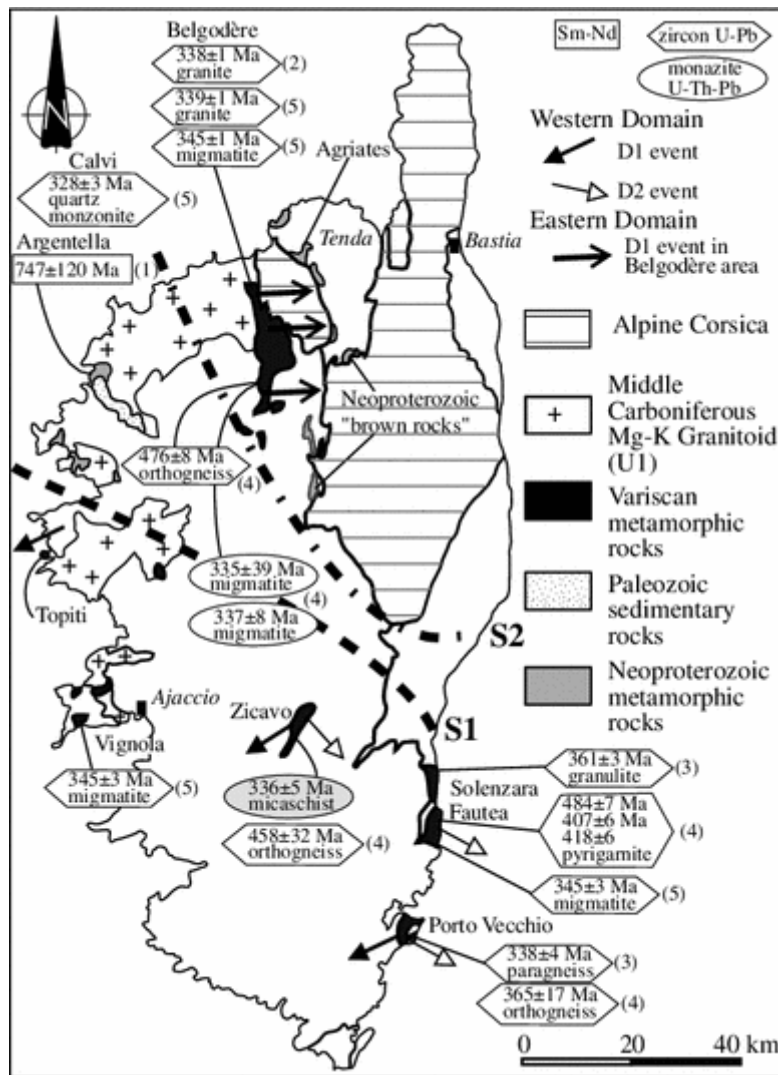 Belgodère
338±1 Ma
granite
(2)
339±1 Ma
granite
(5)
345±1 Ma
migmatite
(5)
Sm-Nd
zircon U-Pb
monazite
U-Th-Pb
Western Domain
D1 event
D2 event
Eastern Domain
D1 event in
Belgodère area
Alpine Corsica
Middle
Carboniferous
Mg-K Granitoid
(U1)
Variscan
metamorphic
rocks
Paleozoic
sedimentary
rocks
Neoproterozoic
metamorphic
rocks
N
Calvi
328±3 Ma
quartz
monzonite
(5)
Agriates
Tenda
Bastia
Argentella
747±120 Ma
(1)
Neoproterozoic
"brown rocks"
476±8 Ma
orthogneiss
(4)
335±39 Ma
migmatite
(4)
337±8 Ma
migmatite
Topiti
S2
S1
Ajaccio
Vignola
345±3 Ma
migmatite
(5)
Zicavo
336±5 Ma
micaschist
458±32 Ma
orthogneiss
(4)
Solenzara
Fautea
361±3 Ma
granulite
(3)
484±7 Ma
407±6 Ma
418±6
pyrigarnite
(4)
345±3 Ma
migmatite
(5)
Porto Vecchio
338±4 Ma
paragneiss
(3)
365±17 Ma
orthogneiss
(4)
0 20 40 km